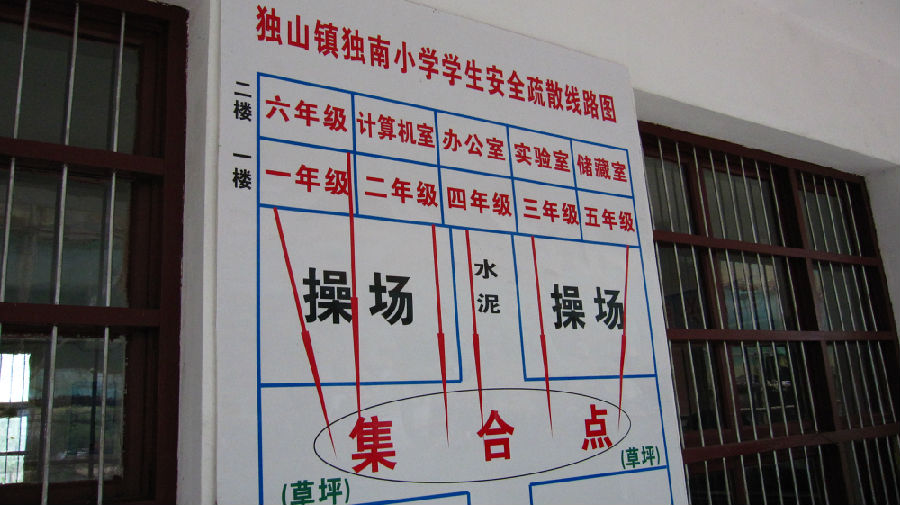 独山镇独南小学学生安全疏散线路图
二楼 六年级 计算机室 办公室 实验室 储藏室
一楼 一年级 二年级 四年级 三年级 五年级
操场 水泥 操场
集合点
(草坪) (草坪)